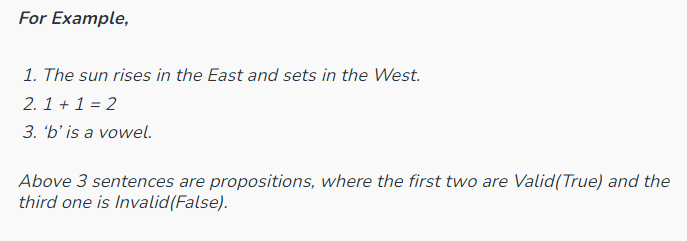 For Example,
1. The sun rises in the East and sets in the West.
2. 1 + 1 = 2
3. ‘b’ is a vowel.
Above 3 sentences are propositions, where the first two are Valid(True) and the
third one is Invalid(False).